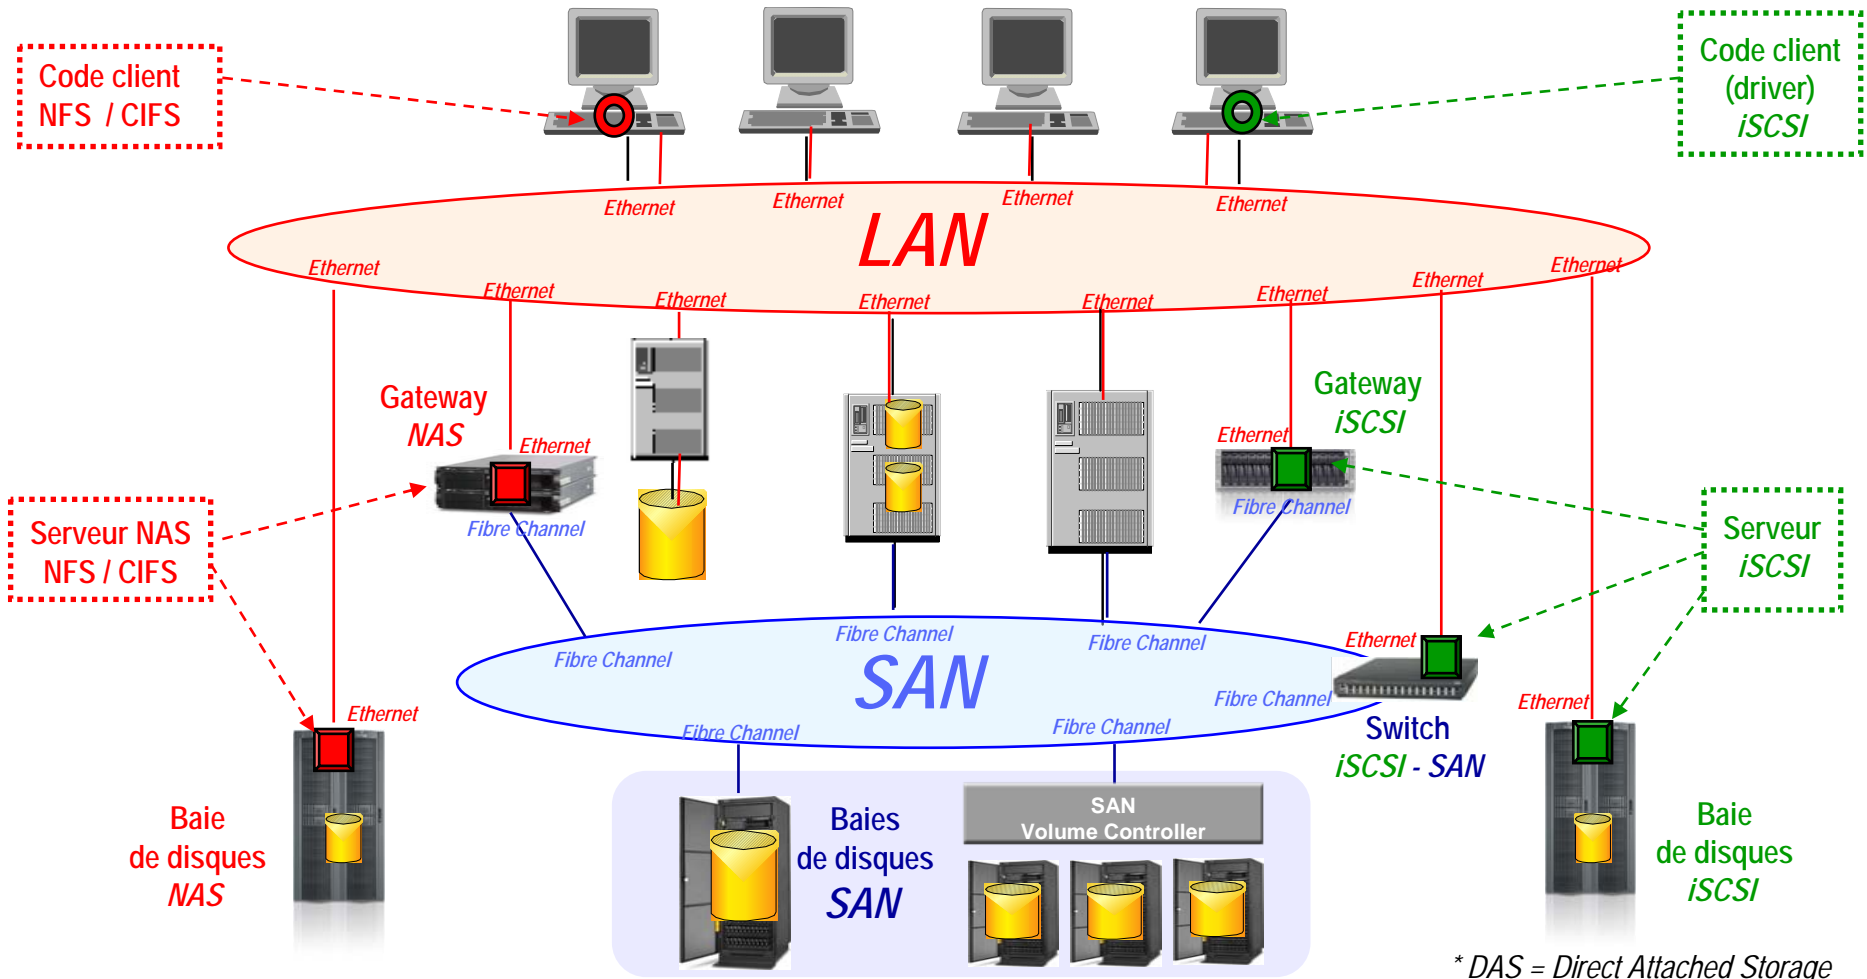 Code client
NFS / CIFS
Code client
(driver)
iSCSI
Ethernet
Ethernet
Ethernet
Ethernet
LAN
Ethernet
Ethernet
Ethernet
Ethernet
Ethernet
Ethernet
Ethernet
Ethernet
Gateway
NAS
Ethernet
Fibre Channel
Gateway
iSCSI
Ethernet
Fibre Channel
Serveur NAS
NFS / CIFS
Serveur
iSCSI
Fibre Channel
Fibre Channel
Fibre Channel
SAN
Fibre Channel
Fibre Channel
Fibre Channel
Ethernet
Switch
iSCSI - SAN
Ethernet
Ethernet
Baie
de disques
NAS
Baies
de disques
SAN
SAN
Volume Controller
Baie
de disques
iSCSI
* DAS = Direct Attached Storage